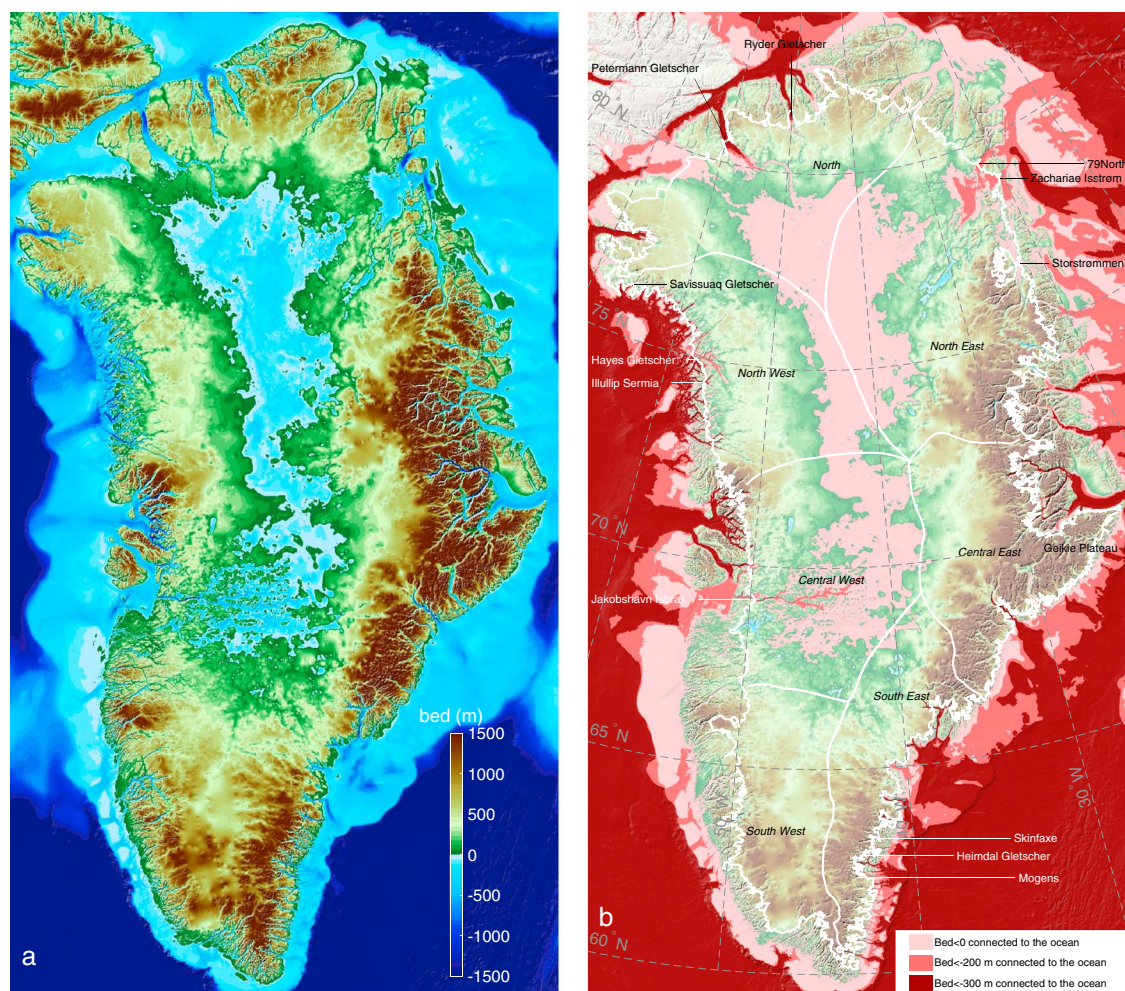 bed (m)
1500
1000
500
0
-500
-1000
-1500
a
Ryder Gletscher
Petermann Gletscher
80°N
North
79North
Zachariae Isstrøm
Storstrømmen
Savissuaq Gletscher
75°N
North East
Hayes Gletscher
North West
Illullip Sermia
70°N
Central East
Geikie Plateau
Central West
Jakobshavn Isbræ
South East
65°N
30°W
South West
Skinfaxe
Heimdal Gletscher
Mogens
b
60°N
Bed<0 connected to the ocean
Bed<-200 m connected to the ocean
Bed<-300 m connected to the ocean